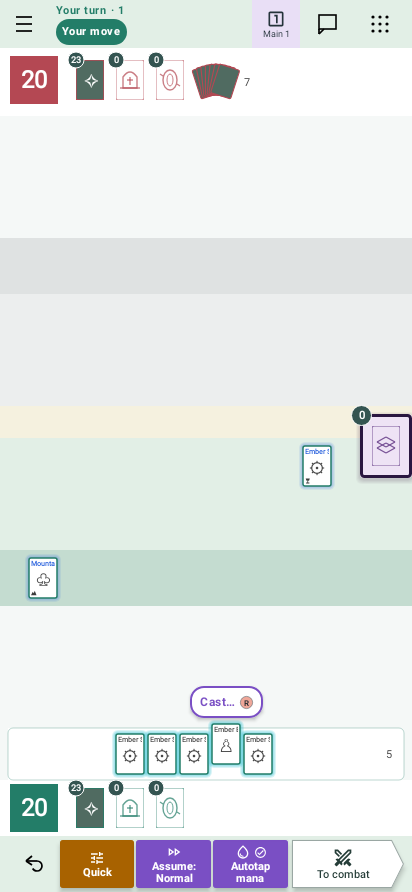 Your turn · 1
Your move
1
Main 1
20
23
0
0
7
0
Ember S
Mounta
Cast… R
Ember S
Ember S
Ember S
Ember E
Ember S
5
20
23
0
0
Quick
Assume:
Normal
Autotap
mana
To combat